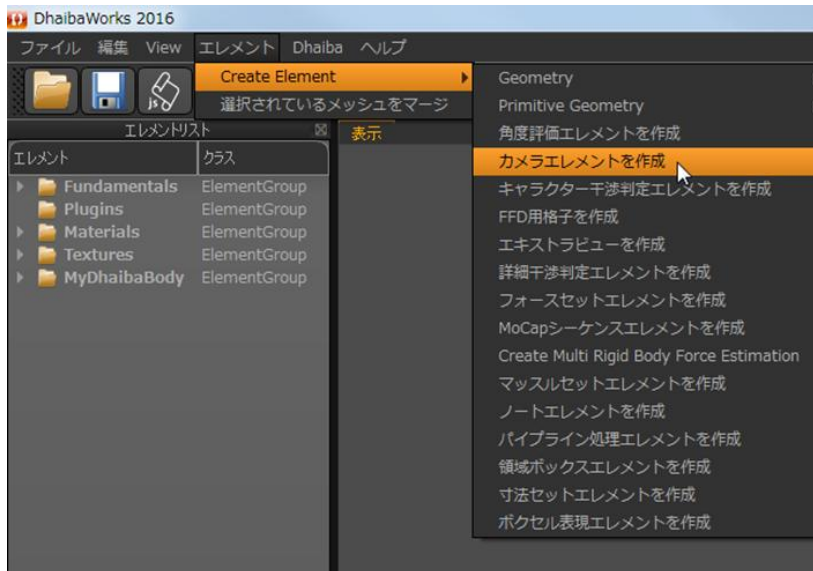 DhaibaWorks 2016
ファイル 編集 View エレメント Dhaiba ヘルプ
Create Element
選択されているメッシュをマージ
js
エレメントリスト
表示
エレメント クラス
Fundamentals ElementGroup
Plugins ElementGroup
Materials ElementGroup
Textures ElementGroup
MyDhaibaBody ElementGroup
Geometry
Primitive Geometry
角度評価エレメントを作成
カメラエレメントを作成
キャラクター干渉判定エレメントを作成
FFD用格子を作成
エキストラビューを作成
詳細干渉判定エレメントを作成
フォースセットエレメントを作成
MoCapシーケンスエレメントを作成
Create Multi Rigid Body Force Estimation
マッスルセットエレメントを作成
ノートエレメントを作成
パイプライン処理エレメントを作成
領域ボックスエレメントを作成
寸法セットエレメントを作成
ボクセル表現エレメントを作成